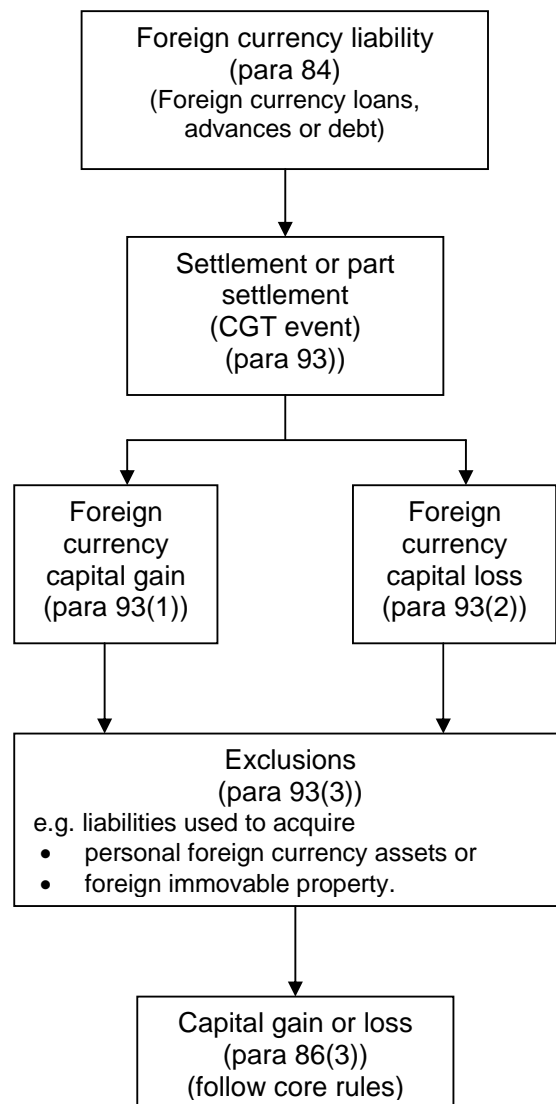 Foreign currency liability
(para 84)
(Foreign currency loans,
advances or debt)
Settlement or part
settlement
(CGT event)
(para 93))
Foreign
currency
capital gain
(para 93(1))
Foreign
currency
capital loss
(para 93(2))
Exclusions
(para 93(3))
e.g. liabilities used to acquire
• personal foreign currency assets or
• foreign immovable property.
Capital gain or loss
(para 86(3))
(follow core rules)